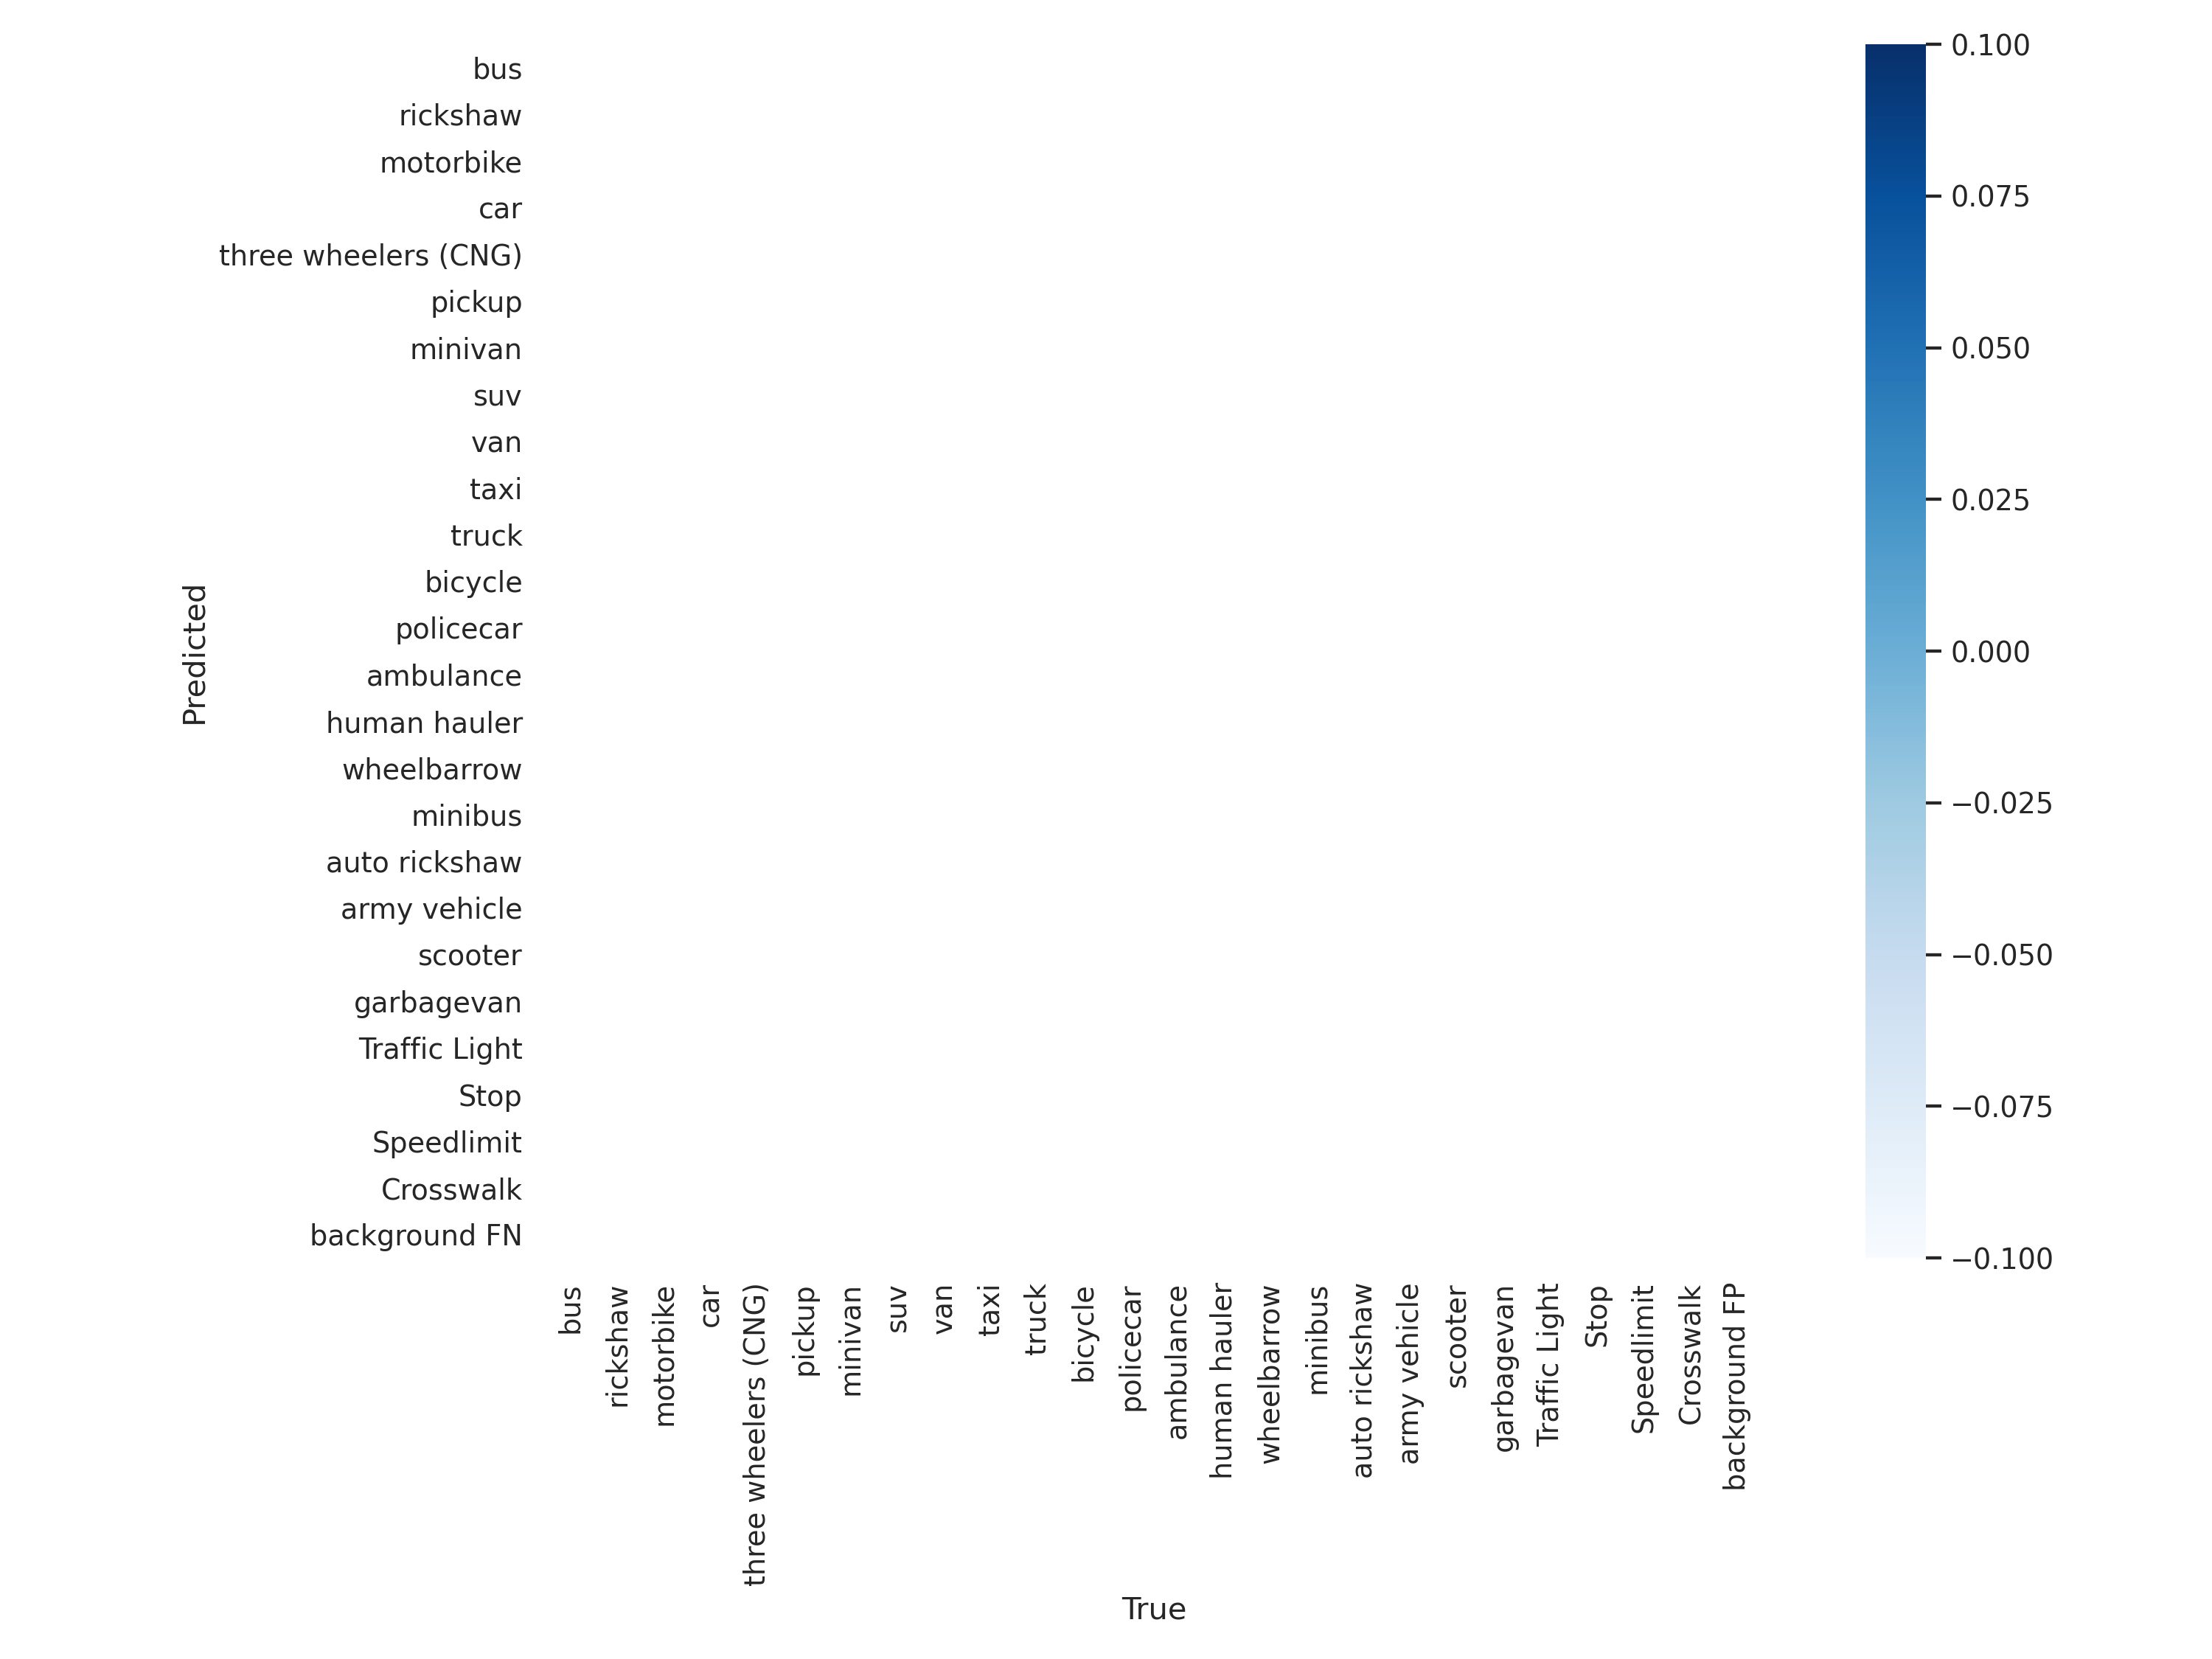 bus
rickshaw
motorbike
car
three wheelers (CNG)
pickup
minivan
suv
van
taxi
truck
bicycle
policecar
ambulance
human hauler
wheelbarrow
minibus
auto rickshaw
army vehicle
scooter
garbagevan
Traffic Light
Stop
Speedlimit
Crosswalk
background FN
Predicted
bus
rickshaw
motorbike
car
three wheelers (CNG)
pickup
minivan
suv
van
taxi
truck
bicycle
policecar
ambulance
human hauler
wheelbarrow
minibus
auto rickshaw
army vehicle
scooter
garbagevan
Traffic Light
Stop
Speedlimit
Crosswalk
background FP
True
0.100
0.075
0.050
0.025
0.000
−0.025
−0.050
−0.075
−0.100